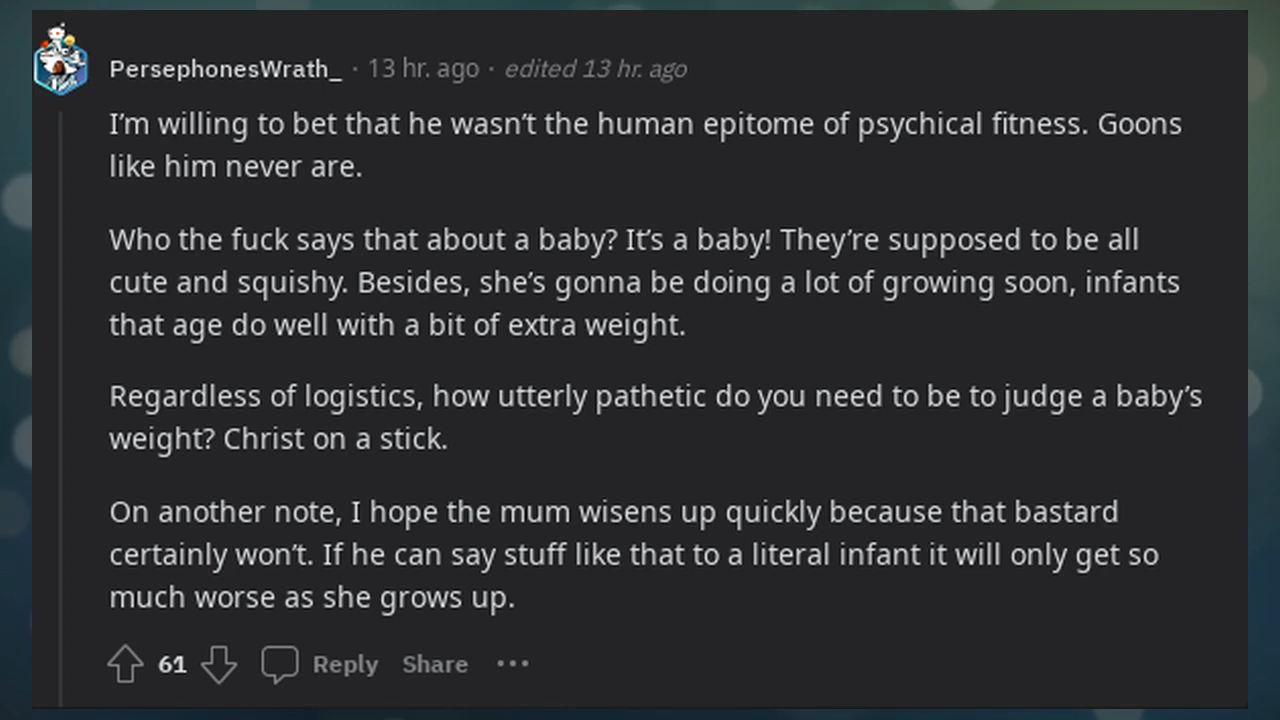 PersephonesWrath_ · 13 hr. ago · edited 13 hr. ago
I’m willing to bet that he wasn’t the human epitome of psychical fitness. Goons
like him never are.
Who the fuck says that about a baby? It’s a baby! They’re supposed to be all
cute and squishy. Besides, she’s gonna be doing a lot of growing soon, infants
that age do well with a bit of extra weight.
Regardless of logistics, how utterly pathetic do you need to be to judge a baby’s
weight? Christ on a stick.
On another note, I hope the mum wisens up quickly because that bastard
certainly won’t. If he can say stuff like that to a literal infant it will only get so
much worse as she grows up.
61 Reply Share •••